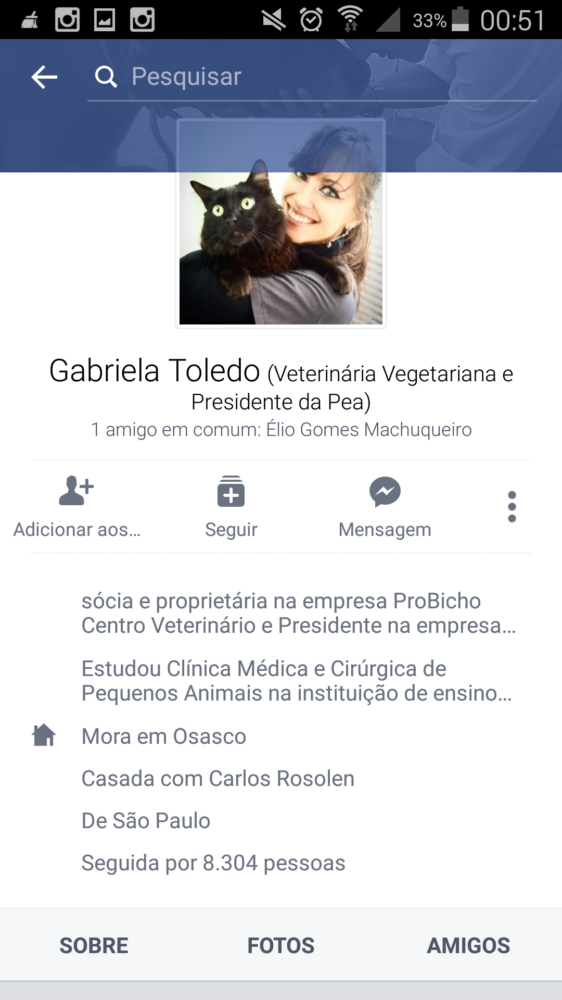 33% 00:51
Pesquisar
Gabriela Toledo (Veterinária Vegetariana e
Presidente da Pea)
1 amigo em comum: Élio Gomes Machuqueiro
Adicionar aos... Seguir Mensagem
sócia e proprietária na empresa ProBicho
Centro Veterinário e Presidente na empresa...
Estudou Clínica Médica e Cirúrgica de
Pequenos Animais na instituição de ensino...
Mora em Osasco
Casada com Carlos Rosolen
De São Paulo
Seguida por 8.304 pessoas
SOBRE FOTOS AMIGOS